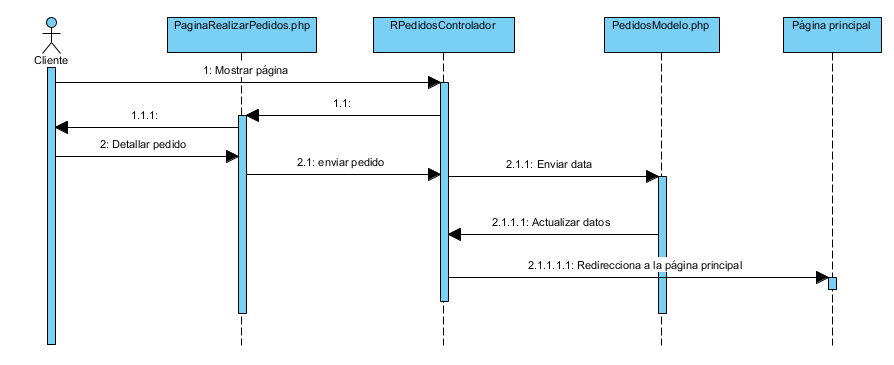 PaginaRealizarPedidos.php
RPedidosControlador
PedidosModelo.php
Página principal
Cliente
1: Mostrar página
1.1:
1.1.1:
2: Detallar pedido
2.1: enviar pedido
2.1.1: Enviar data
2.1.1.1: Actualizar datos
2.1.1.1.1: Redirecciona a la página principal